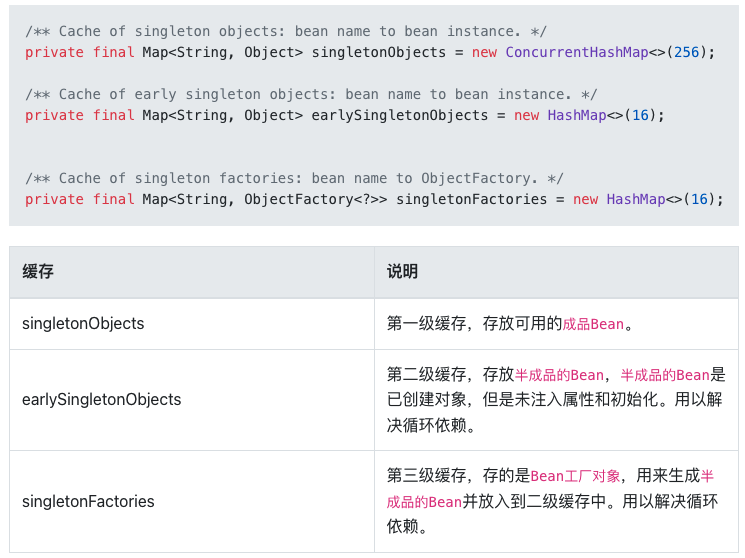 /** Cache of singleton objects: bean name to bean instance. */
private final Map<String, Object> singletonObjects = new ConcurrentHashMap<>(256);
/** Cache of early singleton objects: bean name to bean instance. */
private final Map<String, Object> earlySingletonObjects = new HashMap<>(16);
/** Cache of singleton factories: bean name to ObjectFactory. */
private final Map<String, ObjectFactory<?>> singletonFactories = new HashMap<>(16);
缓存 说明
singletonObjects 第一级缓存，存放可用的成品Bean。
第二级缓存，存放半成品的Bean，半成品的Bean是
earlySingletonObjects 已创建对象，但是未注入属性和初始化。用以解
决循环依赖。
第三级缓存，存的是Bean工厂对象，用来生成半
singletonFactories 成品的Bean并放入到二级缓存中。用以解决循环
依赖。